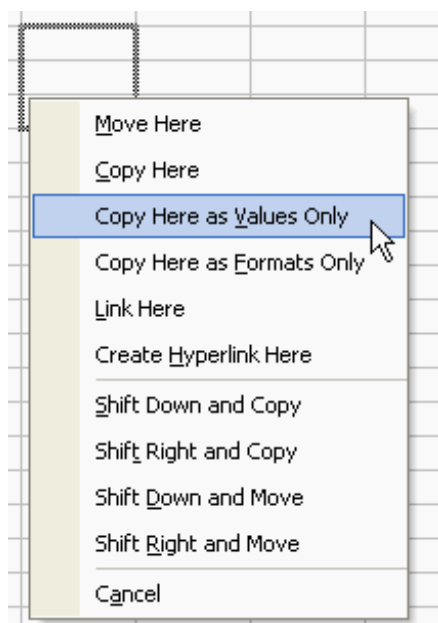 Move Here
Copy Here
Copy Here as Values Only
Copy Here as Formats Only
Link Here
Create Hyperlink Here
Shift Down and Copy
Shift Right and Copy
Shift Down and Move
Shift Right and Move
Cancel